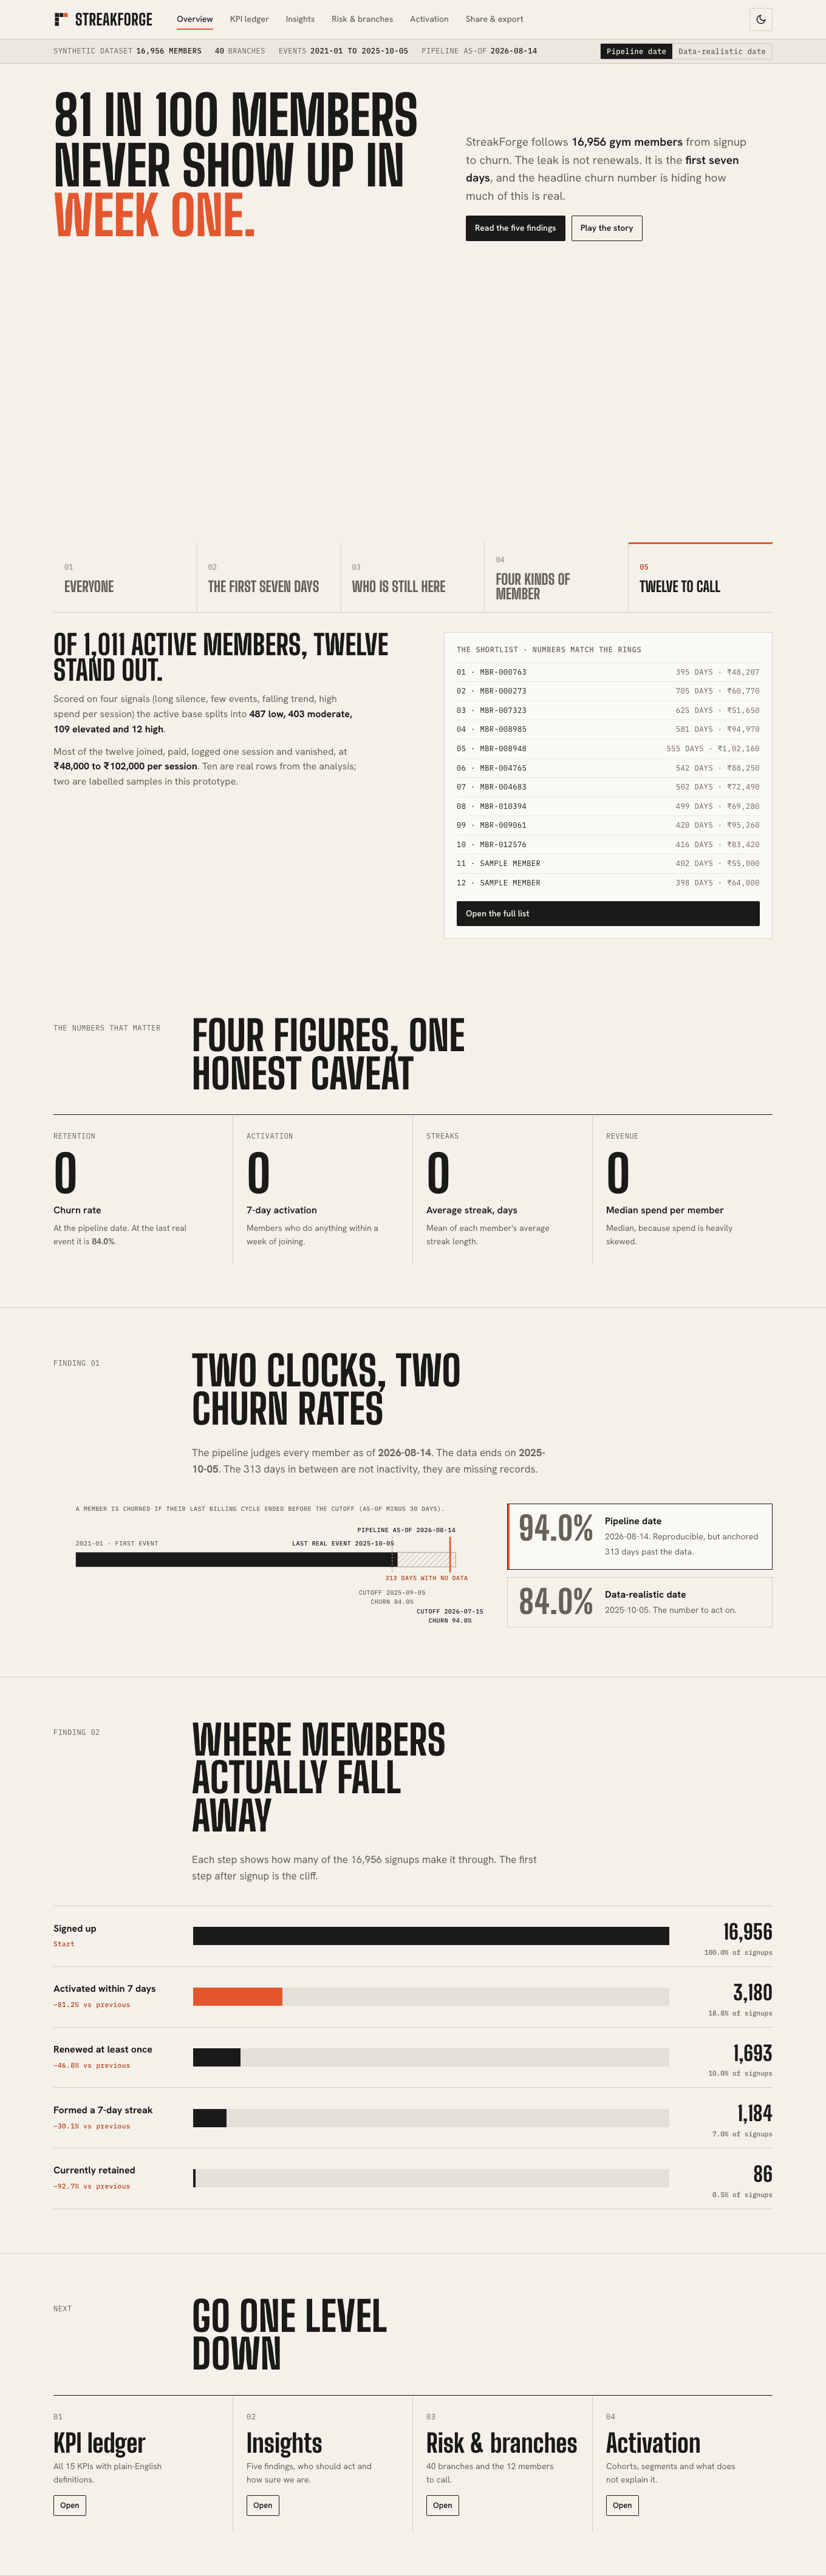 STREAKFORGE Overview KPI ledger Insights Risk & branches Activation Share & export
SYNTHETIC DATASET 16,956 MEMBERS 40 BRANCHES EVENTS 2021-01 TO 2025-10-05 PIPELINE AS-OF 2026-08-14 Pipeline date Data-realistic date
81 IN 100 MEMBERS
NEVER SHOW UP IN
WEEK ONE.
StreakForge follows 16,956 gym members from signup
to churn. The leak is not renewals. It is the first seven
days, and the headline churn number is hiding how
much of this is real.
Read the five findings Play the story
01
EVERYONE
02
THE FIRST SEVEN DAYS
03
WHO IS STILL HERE
04
FOUR KINDS OF
MEMBER
05
TWELVE TO CALL
OF 1,011 ACTIVE MEMBERS, TWELVE
STAND OUT.
Scored on four signals (long silence, few events, falling trend, high
spend per session) the active base splits into 487 low, 403 moderate,
109 elevated and 12 high.
Most of the twelve joined, paid, logged one session and vanished, at
₹48,000 to ₹102,000 per session. Ten are real rows from the analysis;
two are labelled samples in this prototype.
THE SHORTLIST · NUMBERS MATCH THE RINGS
01 · MBR-000763 395 DAYS · ₹48,207
02 · MBR-000273 705 DAYS · ₹60,770
03 · MBR-007323 625 DAYS · ₹51,650
04 · MBR-008985 581 DAYS · ₹94,970
05 · MBR-008948 555 DAYS · ₹1,02,160
06 · MBR-004765 542 DAYS · ₹88,250
07 · MBR-004683 502 DAYS · ₹72,490
08 · MBR-010394 499 DAYS · ₹69,280
09 · MBR-009061 420 DAYS · ₹95,260
10 · MBR-012576 416 DAYS · ₹83,420
11 · SAMPLE MEMBER 402 DAYS · ₹55,000
12 · SAMPLE MEMBER 398 DAYS · ₹64,000
Open the full list
THE NUMBERS THAT MATTER
FOUR FIGURES, ONE
HONEST CAVEAT
RETENTION
0
Churn rate
At the pipeline date. At the last real
event it is 84.0%.
ACTIVATION
0
7-day activation
Members who do anything within a
week of joining.
STREAKS
0
Average streak, days
Mean of each member's average
streak length.
REVENUE
0
Median spend per member
Median, because spend is heavily
skewed.
FINDING 01
TWO CLOCKS, TWO
CHURN RATES
The pipeline judges every member as of 2026-08-14. The data ends on 2025-
10-05. The 313 days in between are not inactivity, they are missing records.
A MEMBER IS CHURNED IF THEIR LAST BILLING CYCLE ENDED BEFORE THE CUTOFF (AS-OF MINUS 30 DAYS).
PIPELINE AS-OF 2026-08-14
2021-01 · FIRST EVENT LAST REAL EVENT 2025-10-05
313 DAYS WITH NO DATA
CUTOFF 2025-09-05
CHURN 84.0%
CUTOFF 2026-07-15
CHURN 94.0%
94.0%
Pipeline date
2026-08-14. Reproducible, but anchored
313 days past the data.
84.0%
Data-realistic date
2025-10-05. The number to act on.
FINDING 02
WHERE MEMBERS
ACTUALLY FALL
AWAY
Each step shows how many of the 16,956 signups make it through. The first
step after signup is the cliff.
Signed up
Start
16,956
100.0% of signups
Activated within 7 days
−81.2% vs previous
3,180
18.8% of signups
Renewed at least once
−46.8% vs previous
1,693
10.0% of signups
Formed a 7-day streak
−30.1% vs previous
1,184
7.0% of signups
Currently retained
−92.7% vs previous
86
0.5% of signups
NEXT
GO ONE LEVEL
DOWN
01
KPI ledger
All 15 KPIs with plain-English
definitions.
Open
02
Insights
Five findings, who should act and
how sure we are.
Open
03
Risk & branches
40 branches and the 12 members
to call.
Open
04
Activation
Cohorts, segments and what does
not explain it.
Open